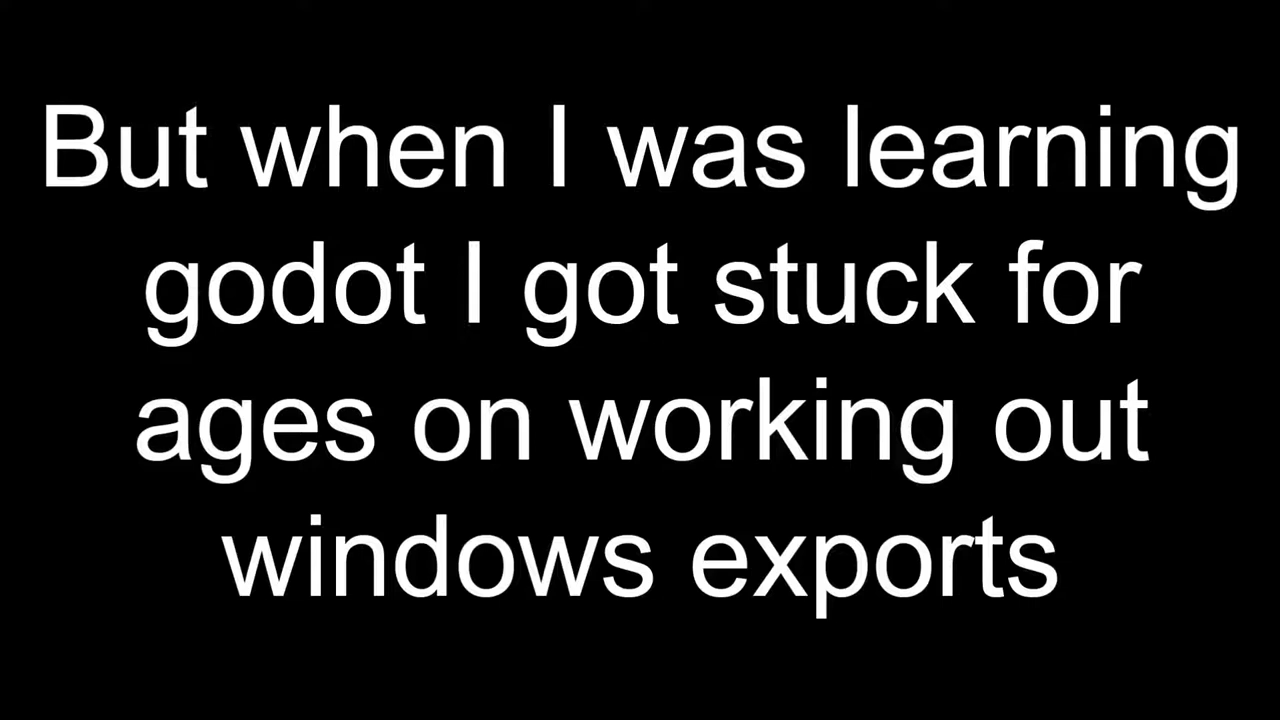 But when I was learning
godot I got stuck for
ages on working out
windows exports